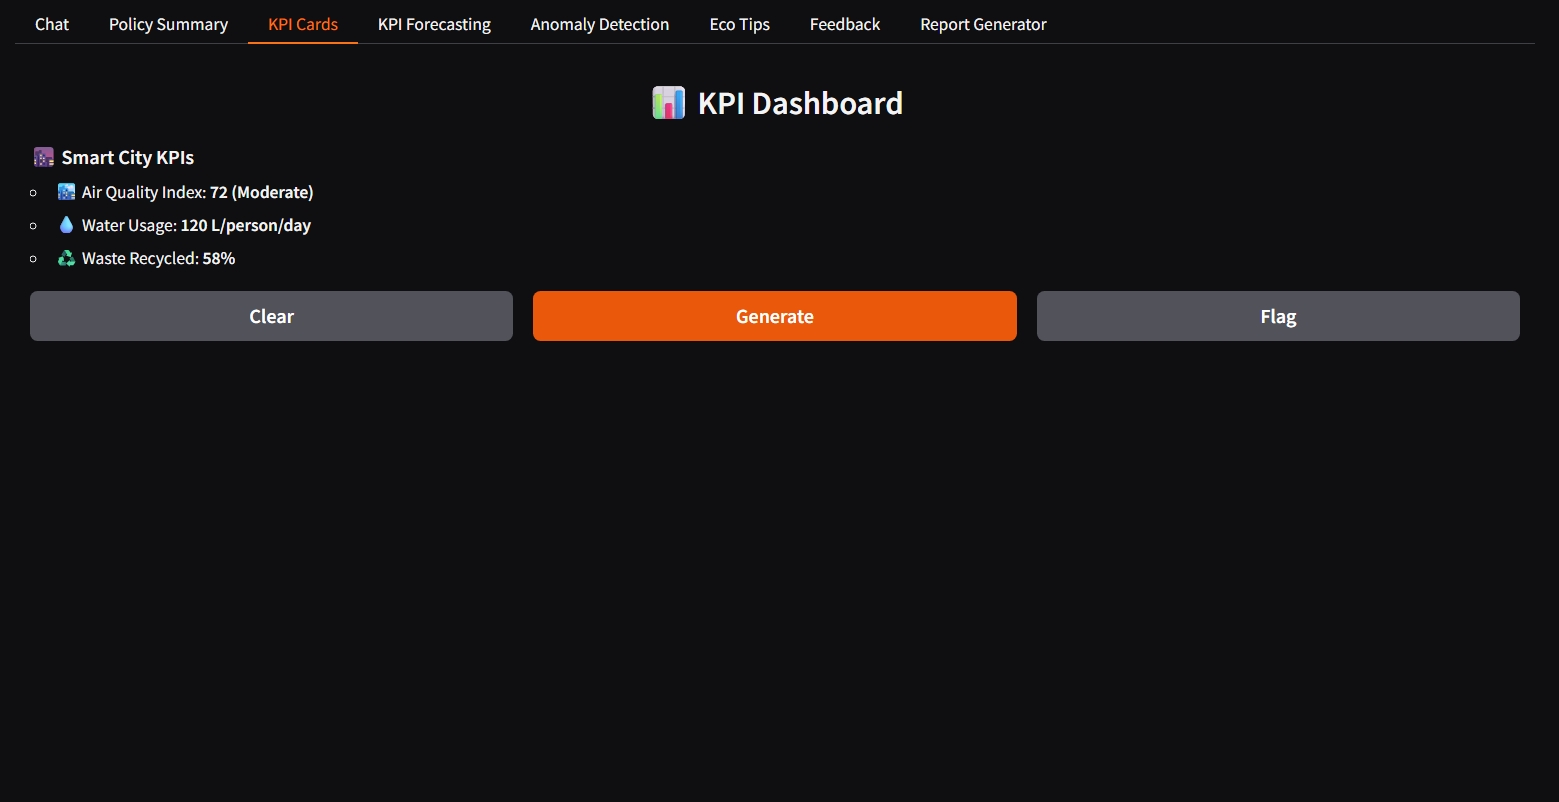 Chat Policy Summary KPI Cards KPI Forecasting Anomaly Detection Eco Tips Feedback Report Generator
KPI Dashboard
Smart City KPIs
Air Quality Index: 72 (Moderate)
Water Usage: 120 L/person/day
Waste Recycled: 58%
Clear Generate Flag